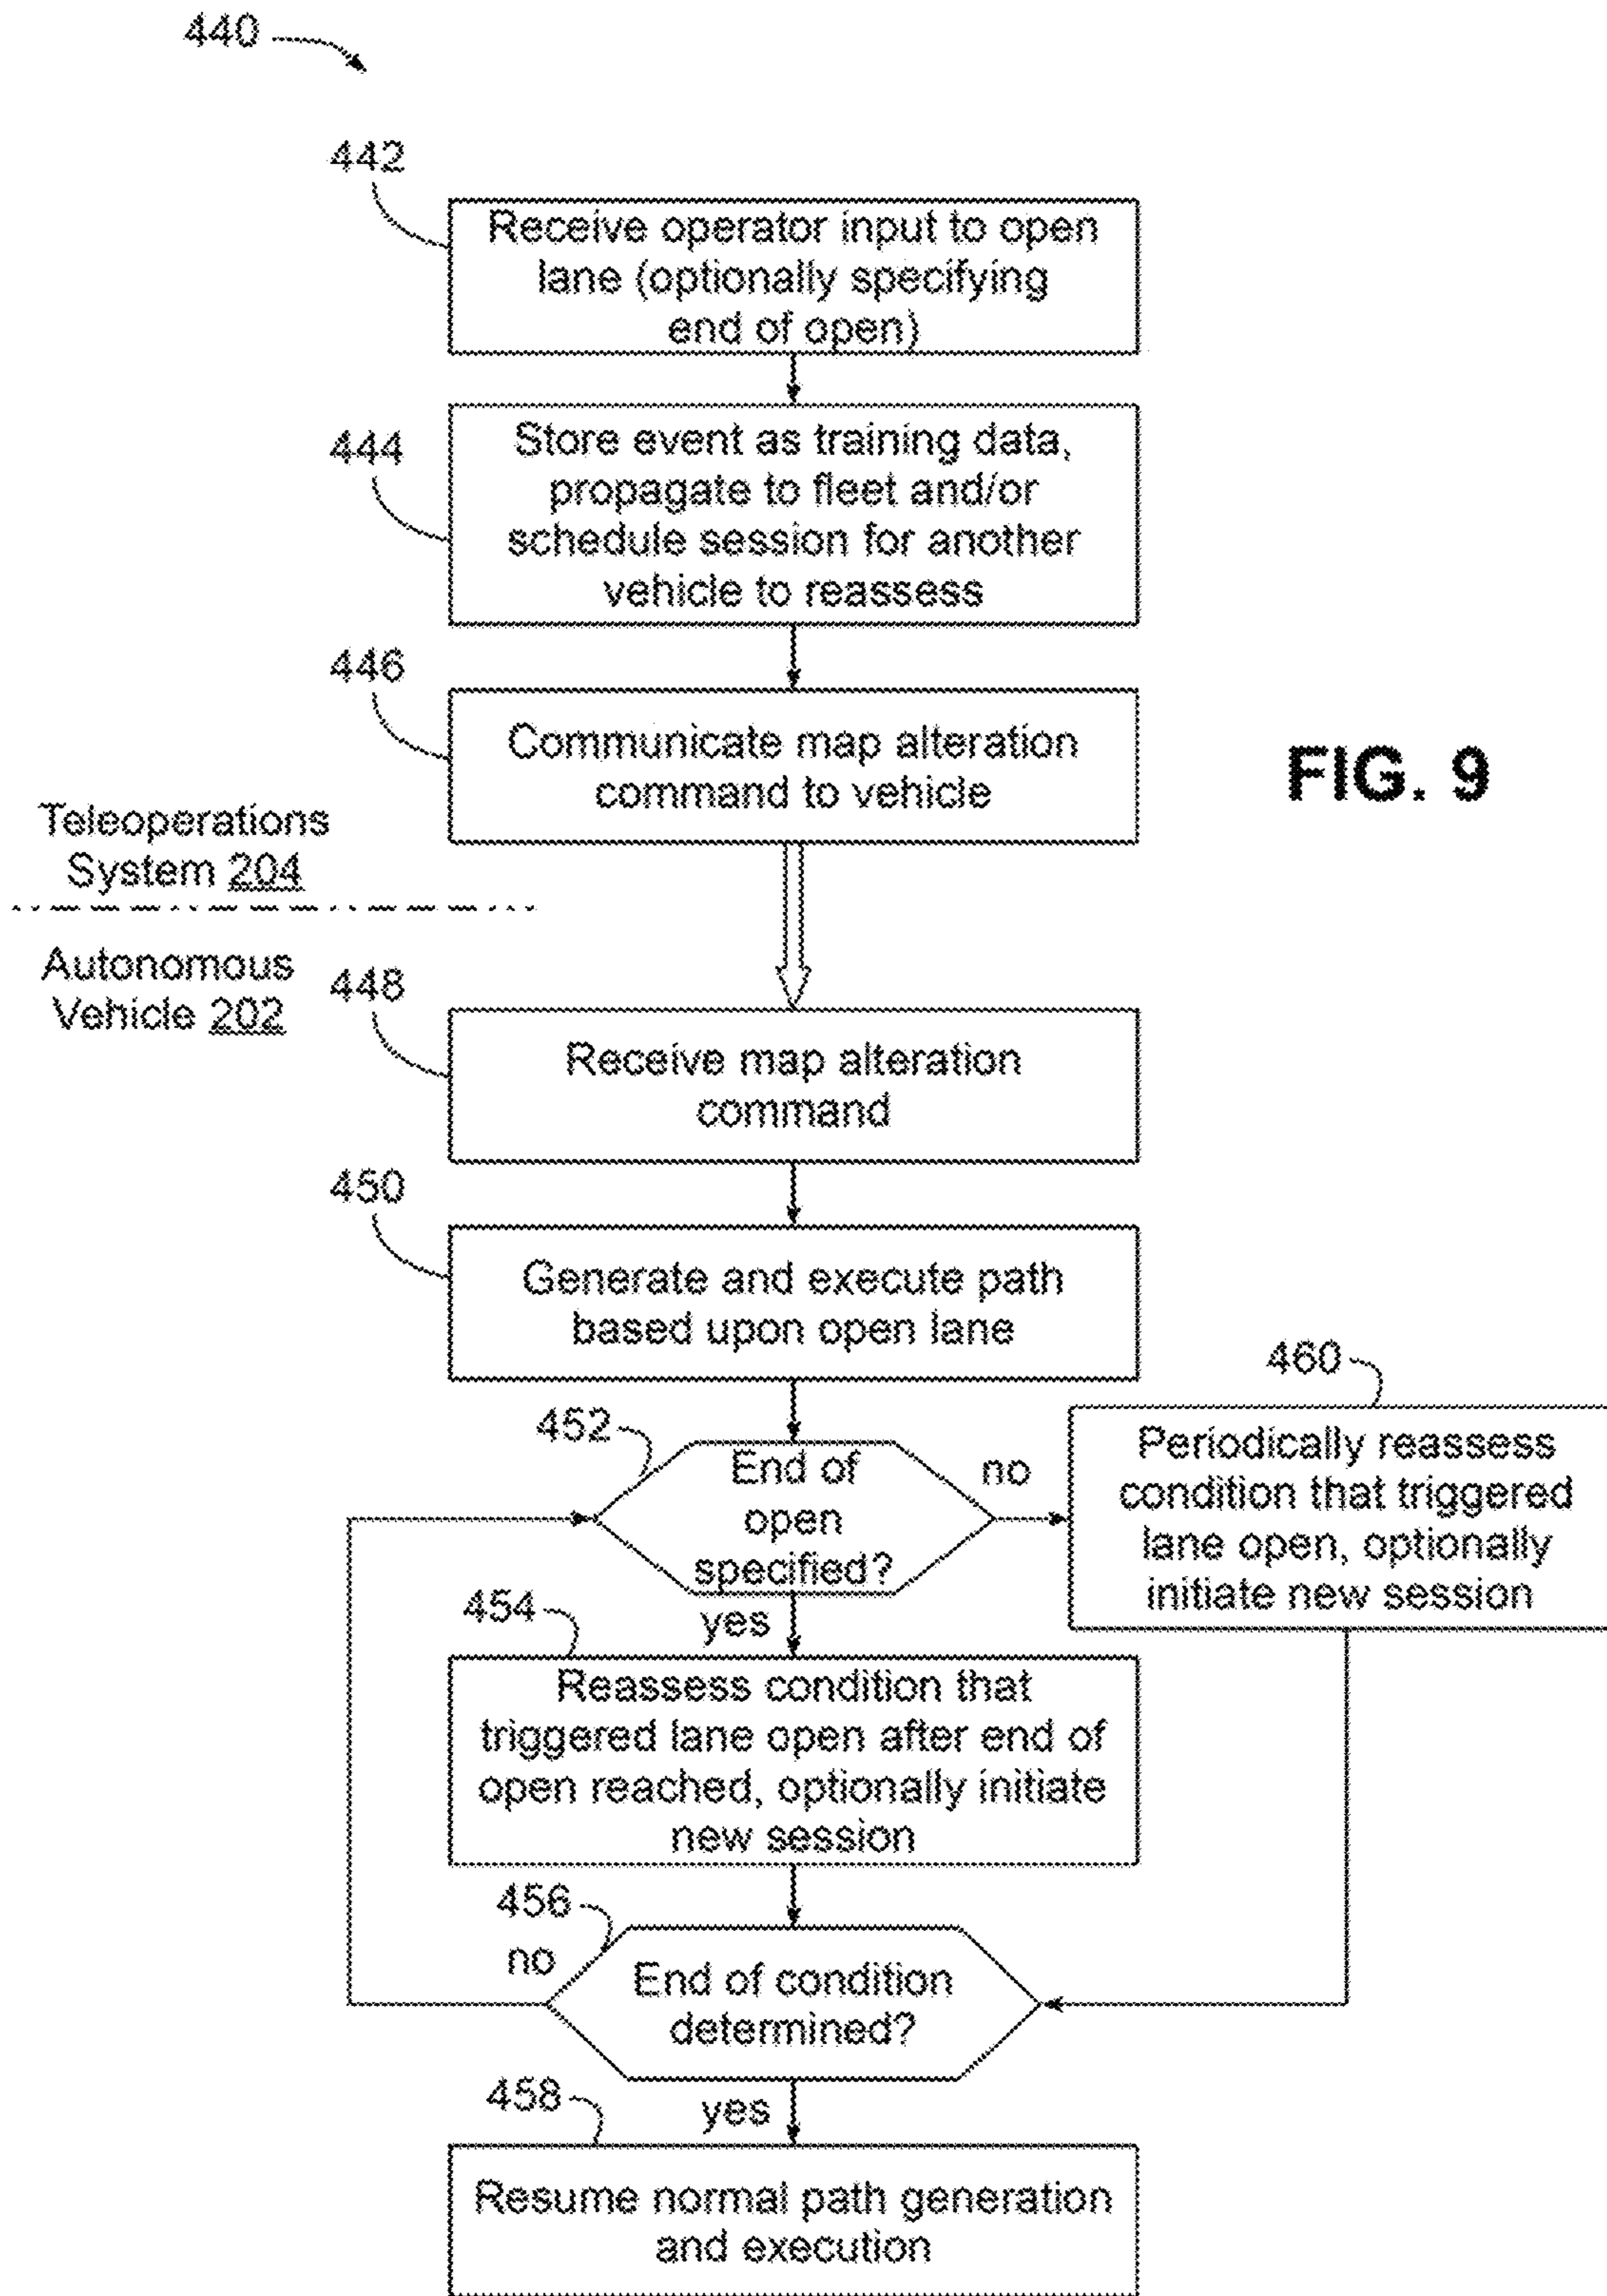 440
442
Receive operator input to open
lane (optionally specifying
end of open)
444
Store event as training data,
propagate to fleet and/or
schedule session for another
vehicle to reassess
446
Communicate map alteration
command to vehicle
FIG. 9
Teleoperations
System 204
Autonomous
Vehicle 202
448
Receive map alteration
command
450
Generate and execute path
based upon open lane
452
End of
open
specified?
no
460
Periodically reassess
condition that triggered
lane open, optionally
initiate new session
yes
454
Reassess condition that
triggered lane open after end of
open reached, optionally initiate
new session
456
no
End of condition
determined?
yes
458
Resume normal path generation
and execution